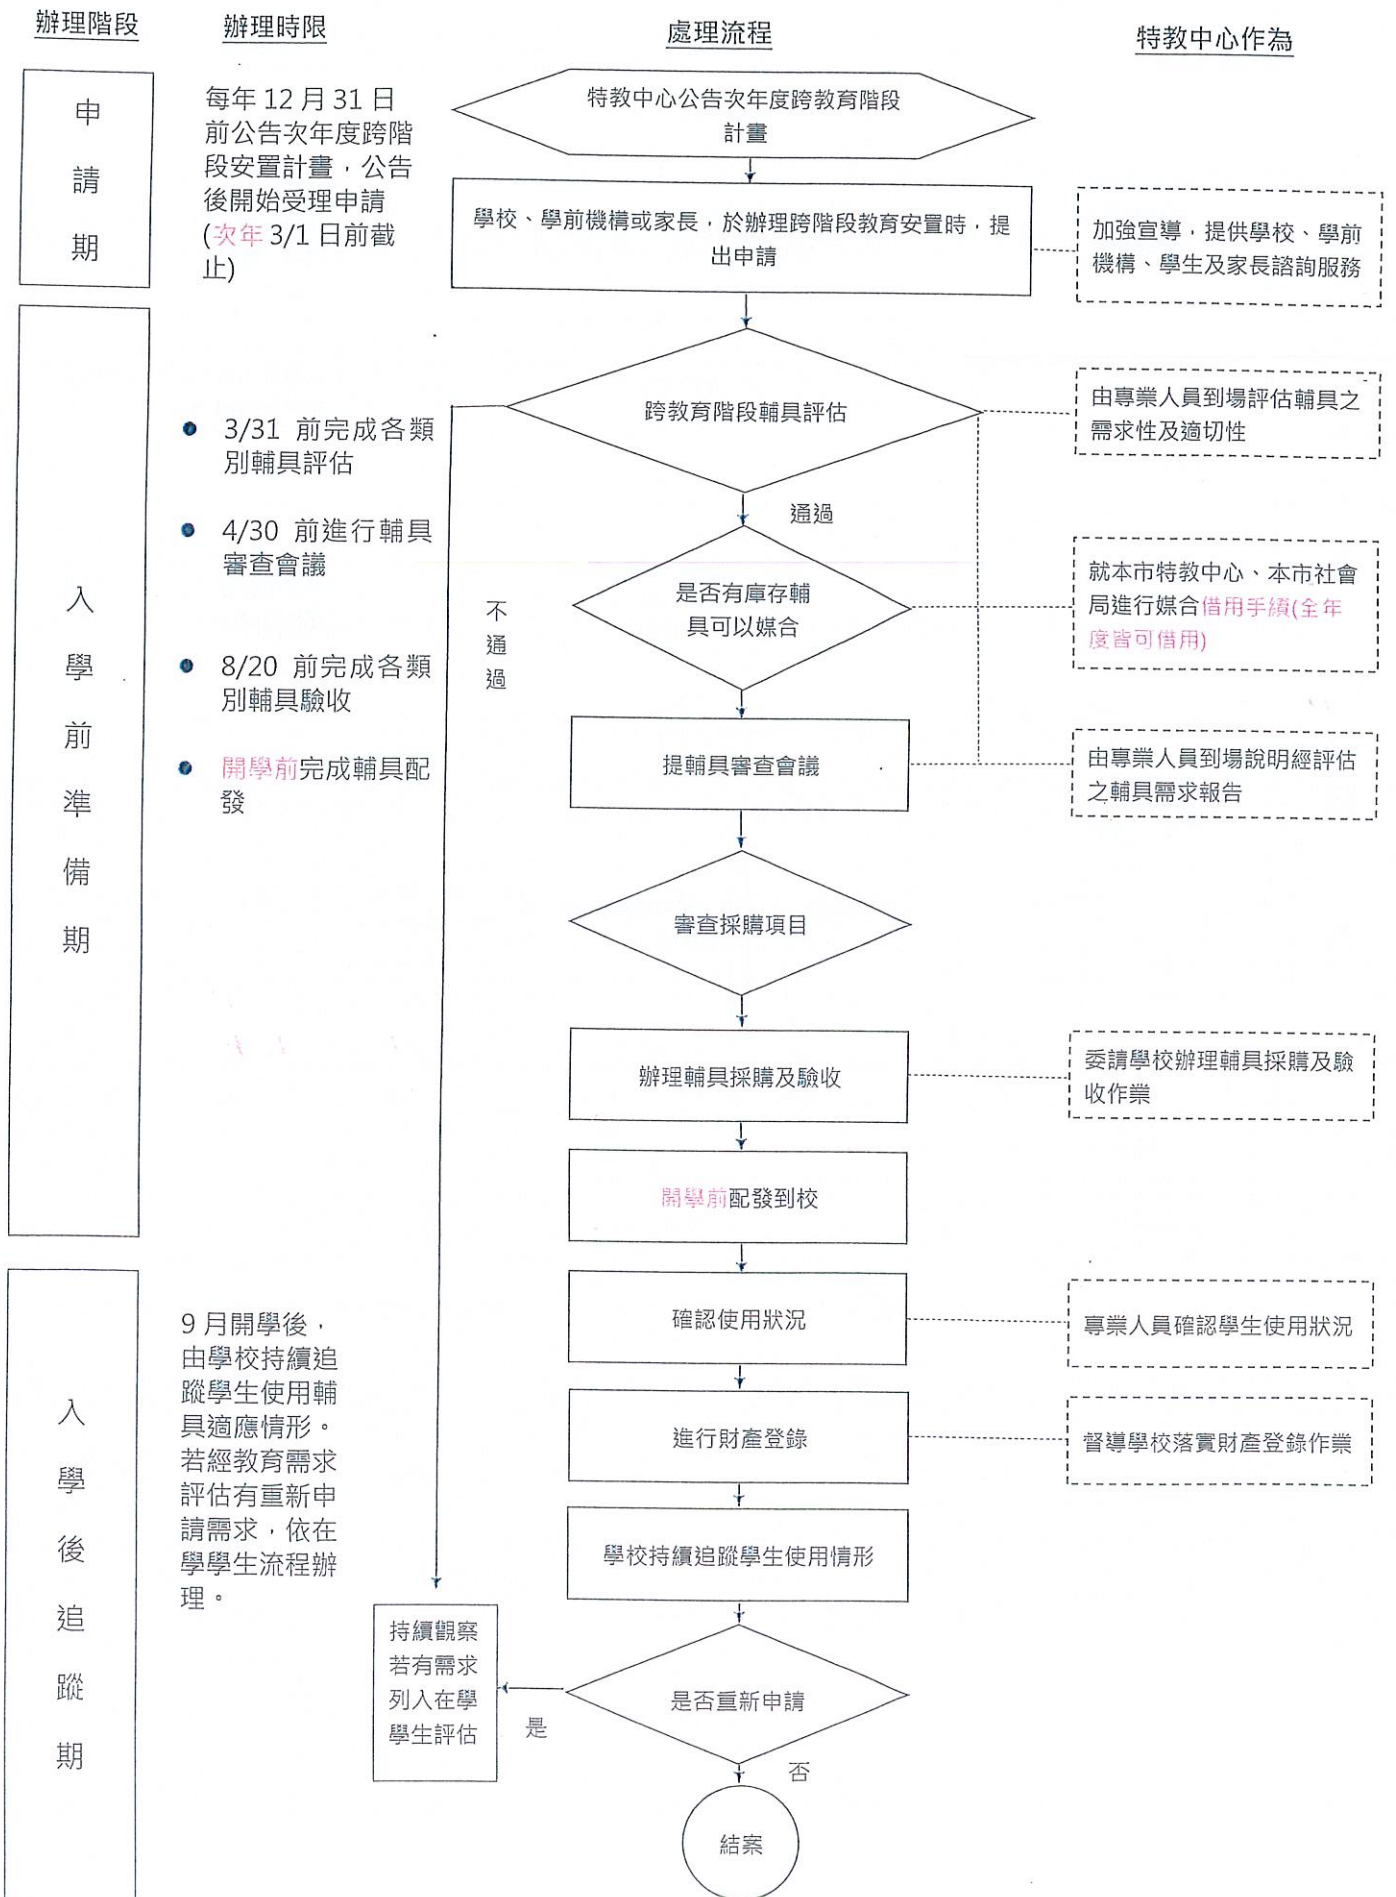 辦理階段
辦理時限
處理流程
特教中心作為
申
請
期
每年 12 月 31 日
前公告次年度跨階
段安置計畫，公告
後開始受理申請
(次年 3/1 日前截
止)
特教中心公告次年度跨教育階段
計畫
學校、學前機構或家長，於辦理跨階段教育安置時，提
出申請
加強宣導，提供學校、學前
機構、學生及家長諮詢服務
入
學
前
準
備
期
3/31 前完成各類
別輔具評估
4/30 前進行輔具
審查會議
8/20 前完成各類
別輔具驗收
開學前完成輔具配
發
跨教育階段輔具評估
通過
不
通
過
是否有庫存輔
具可以媒合
提輔具審查會議
審查採購項目
辦理輔具採購及驗收
開學前配發到校
由專業人員到場評估輔具之
需求性及適切性
就本市特教中心、本市社會
局進行媒合借用手續(全年
度皆可借用)
由專業人員到場說明經評估
之輔具需求報告
委請學校辦理輔具採購及驗
收作業
入
學
後
追
蹤
期
9 月開學後，
由學校持續追
蹤學生使用輔
具適應情形。
若經教育需求
評估有重新申
請需求，依在
學學生流程辦
理。
確認使用狀況
進行財產登錄
學校持續追蹤學生使用情形
是否重新申請
是
否
持續觀察
若有需求
列入在學
學生評估
結案
專業人員確認學生使用狀況
督導學校落實財產登錄作業